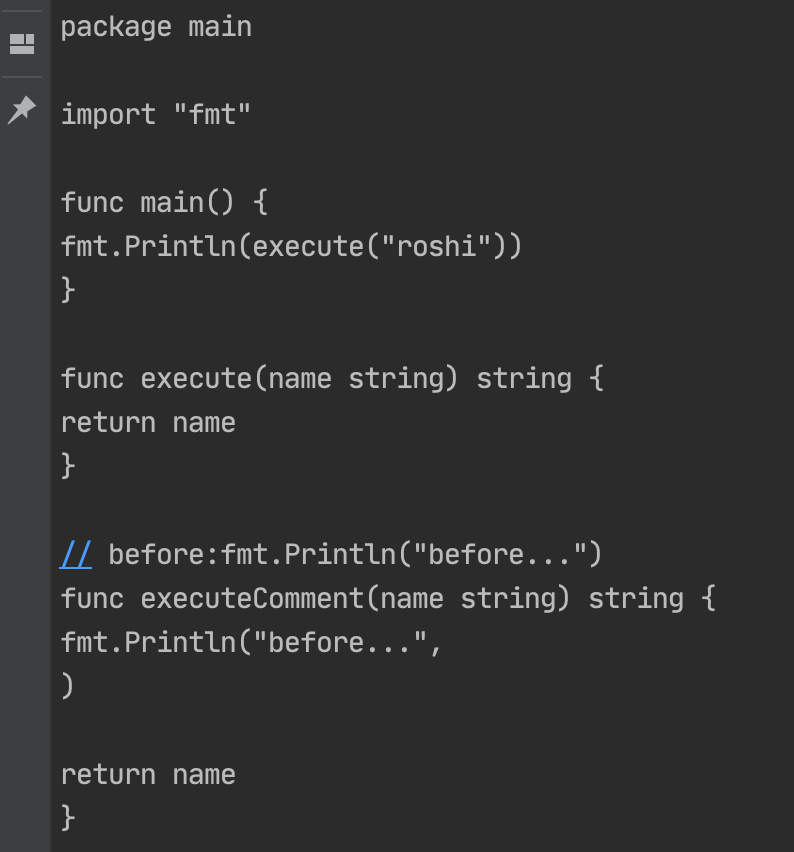 package main
import "fmt"
func main() {
fmt.Println(execute("roshi"))
}
func execute(name string) string {
return name
}
// before:fmt.Println("before...")
func executeComment(name string) string {
fmt.Println("before...",
)
return name
}